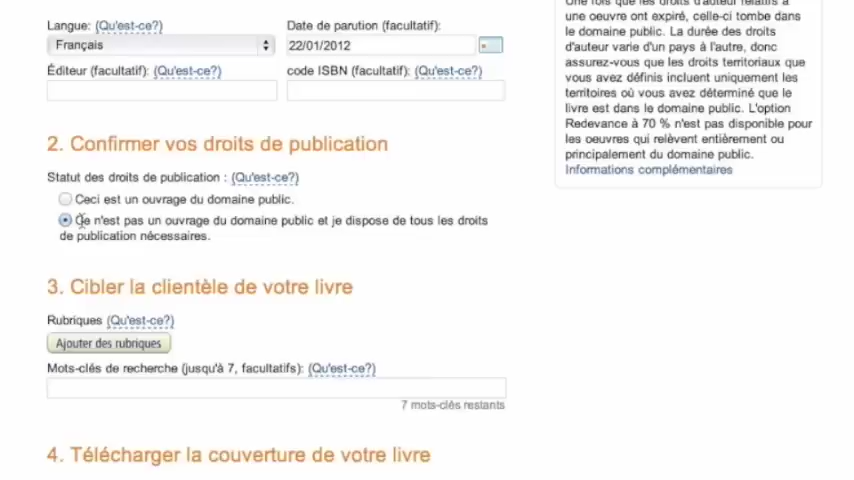 Langue: (Qu'est-ce?)
Date de parution (facultatif):
Français
22/01/2012
Éditeur (facultatif): (Qu'est-ce?)
code ISBN (facultatif): (Qu'est-ce?)
2. Confirmer vos droits de publication
Statut des droits de publication : (Qu'est-ce?)
Ceci est un ouvrage du domaine public.
Ce n'est pas un ouvrage du domaine public et je dispose de tous les droits
de publication nécessaires.
3. Cibler la clientèle de votre livre
Rubriques (Qu'est-ce?)
Ajouter des rubriques
Mots-clés de recherche (jusqu'à 7, facultatifs): (Qu'est-ce?)
7 mots-clés restants
4. Télécharger la couverture de votre livre
Une fois que les droits d'auteur relatifs à
une oeuvre ont expiré, celle-ci tombe dans
le domaine public. La durée des droits
d'auteur varie d'un pays à l'autre, donc
assurez-vous que les droits territoriaux que
vous avez définis incluent uniquement les
territoires où vous avez déterminé que le
livre est dans le domaine public. L'option
Redevance à 70 % n'est pas disponible pour
les oeuvres qui relèvent entièrement ou
principalement du domaine public.
Informations complémentaires